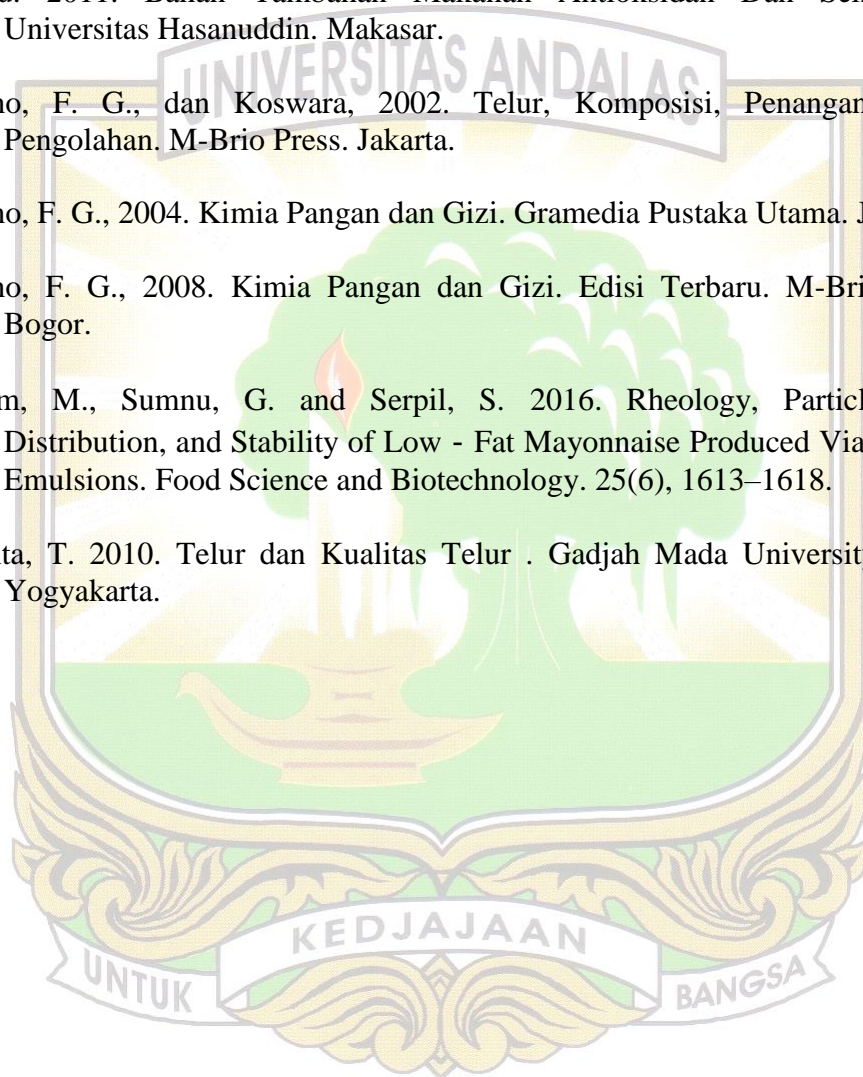 2011. Bahan Tambahan Makanan Antioksidan Dan
Universitas Hasanuddin. Makasar.
no, F. G., dan Koswara, 2002. Telur, Komposisi, Penangan
Pengolahan. M-Brio Press. Jakarta.
no, F. G., 2004. Kimia Pangan dan Gizi. Gramedia Pustaka Utama. J
no, F. G., 2008. Kimia Pangan dan Gizi. Edisi Terbaru. M-Bri
Bogor.
m, M., Sumnu, G. and Serpil, S. 2016. Rheology, Particl
Distribution, and Stability of Low - Fat Mayonnaise Produced Via
Emulsions. Food Science and Biotechnology. 25(6), 1613–1618.
ita, T. 2010. Telur dan Kualitas Telur . Gadjah Mada Universit
Yogyakarta.
UNIVERSITAS ANDALAS
UNTUK KEDJAJAAN BANGSA